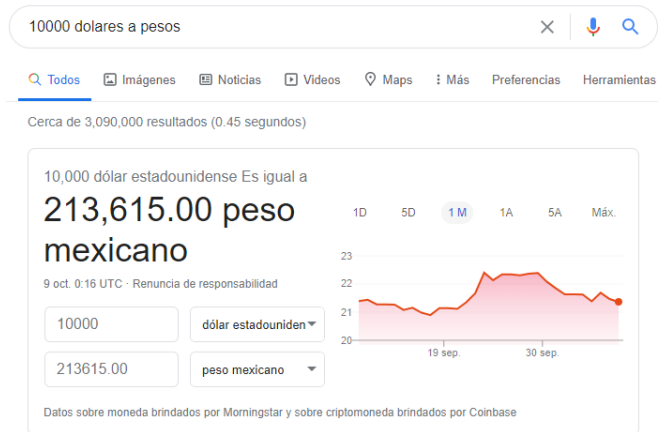 10000 dolares a pesos
Todos Imágenes Noticias Videos Maps Más Preferencias Herramientas
Cerca de 3,090,000 resultados (0.45 segundos)
10,000 dólar estadounidense Es igual a
213,615.00 peso
mexicano
9 oct. 0:16 UTC · Renuncia de responsabilidad
10000 dólar estadouniden
213615.00 peso mexicano
1D 5D 1 M 1A 5A Máx.
23
22
21
20
19 sep. 30 sep.
Datos sobre moneda brindados por Morningstar y sobre criptomoneda brindados por Coinbase